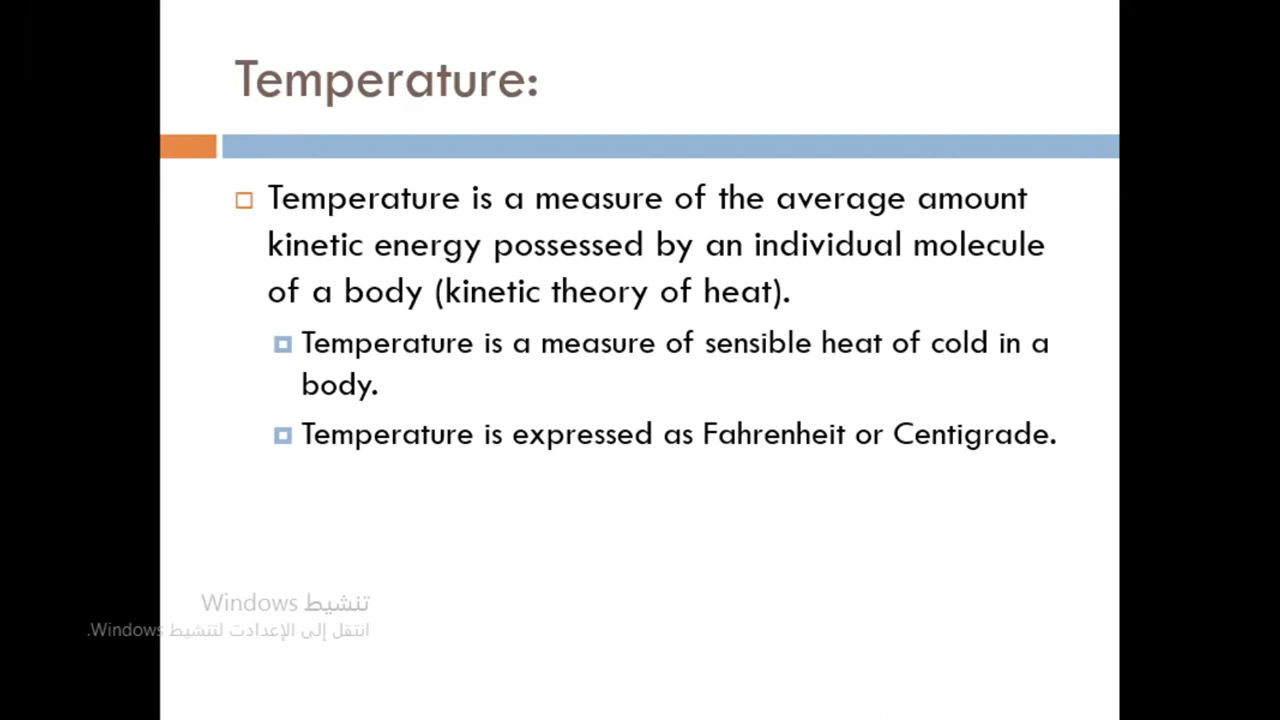 Temperature:
Temperature is a measure of the average amount
kinetic energy possessed by an individual molecule
of a body (kinetic theory of heat).
Temperature is a measure of sensible heat of cold in a
body.
Temperature is expressed as Fahrenheit or Centigrade.
تنشيط Windows
انتقل إلى الإعدادت لتنشيط Windows.